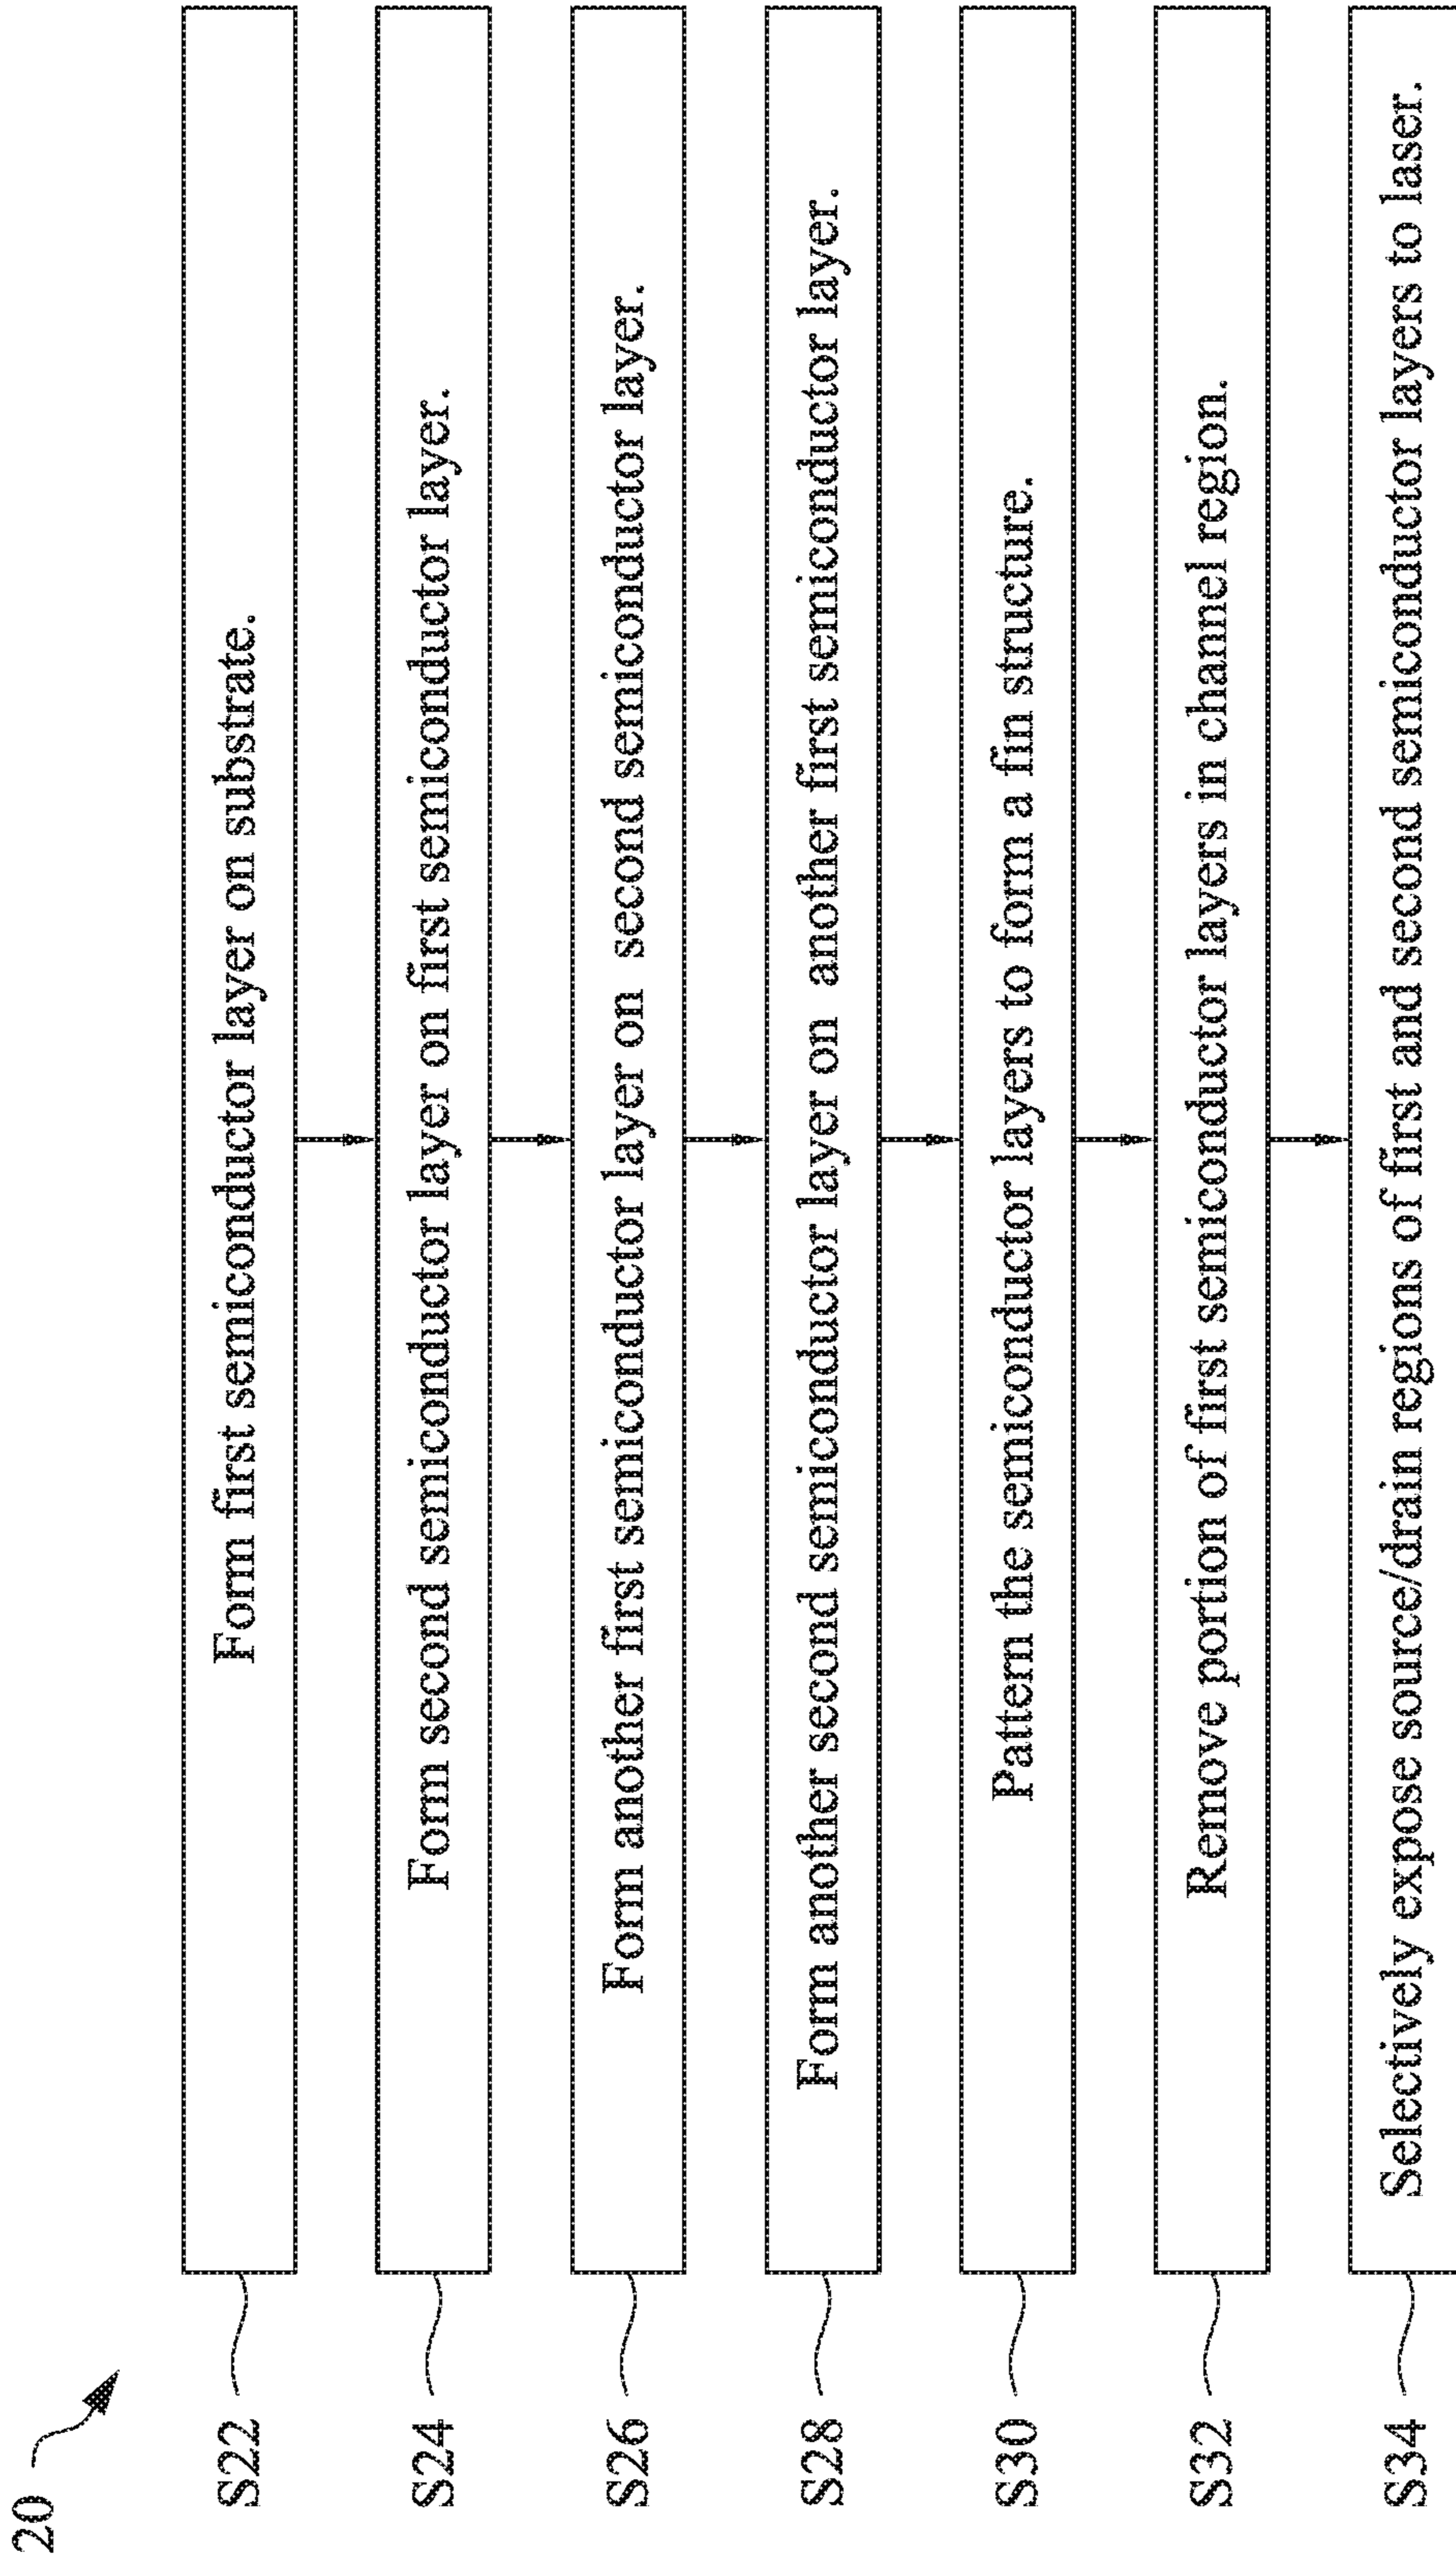 20
S22 Form first semiconductor layer on substrate.
S24 Form second semiconductor layer on first semiconductor layer.
S26 Form another first semiconductor layer on second semiconductor layer.
S28 Form another second semiconductor layer on another first semiconductor layer.
S30 Pattern the semiconductor layers to form a fin structure.
S32 Remove portion of first semiconductor layers in channel region.
S34 Selectively expose source/drain regions of first and second semiconductor layers to laser.